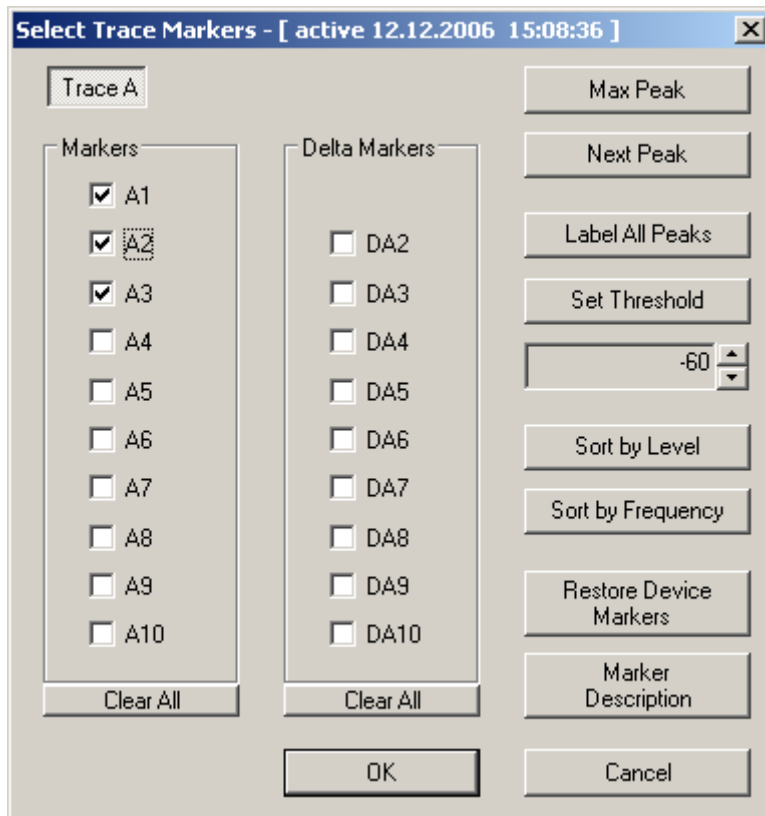 Select Trace Markers - [ active 12.12.2006  15:08:36 ]
Trace A
Markers
A1
A2
A3
A4
A5
A6
A7
A8
A9
A10
Clear All
Delta Markers
DA2
DA3
DA4
DA5
DA6
DA7
DA8
DA9
DA10
Clear All
Max Peak
Next Peak
Label All Peaks
Set Threshold
-60
Sort by Level
Sort by Frequency
Restore Device
Markers
Marker
Description
OK
Cancel